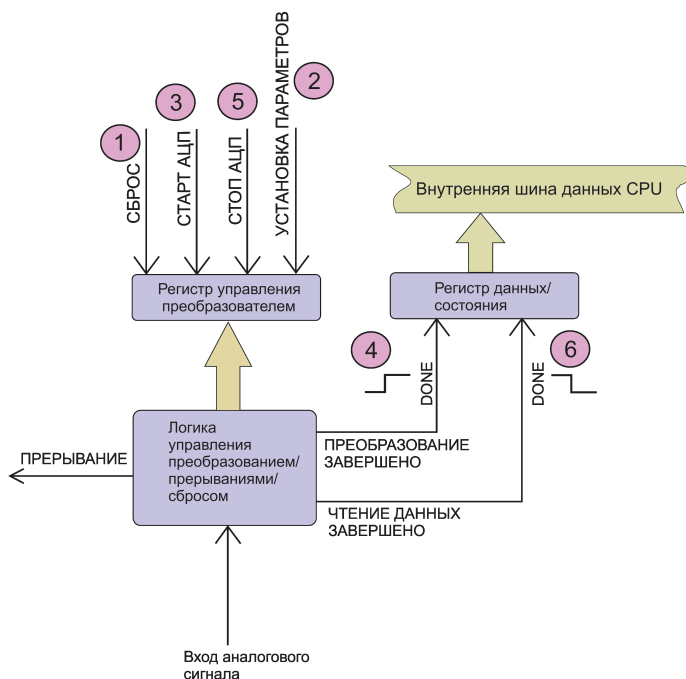 1
СБРОС
3
СТАРТ АЦП
5
СТОП АЦП
2
УСТАНОВКА ПАРАМЕТРОВ
Внутренняя шина данных CPU
Регистр управления
преобразователем
Регистр данных/
состояния
4
DONE
DONE
6
Логика
управления
преобразованием/
прерываниями/
сбросом
ПРЕРЫВАНИЕ
ПРЕОБРАЗОВАНИЕ
ЗАВЕРШЕНО
ЧТЕНИЕ ДАННЫХ
ЗАВЕРШЕНО
Вход аналогового
сигнала